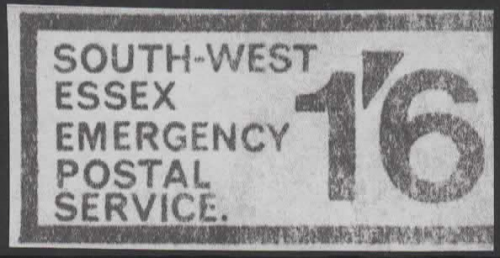 SOUTH-WEST
ESSEX
EMERGENCY
POSTAL
SERVICE.
1'6